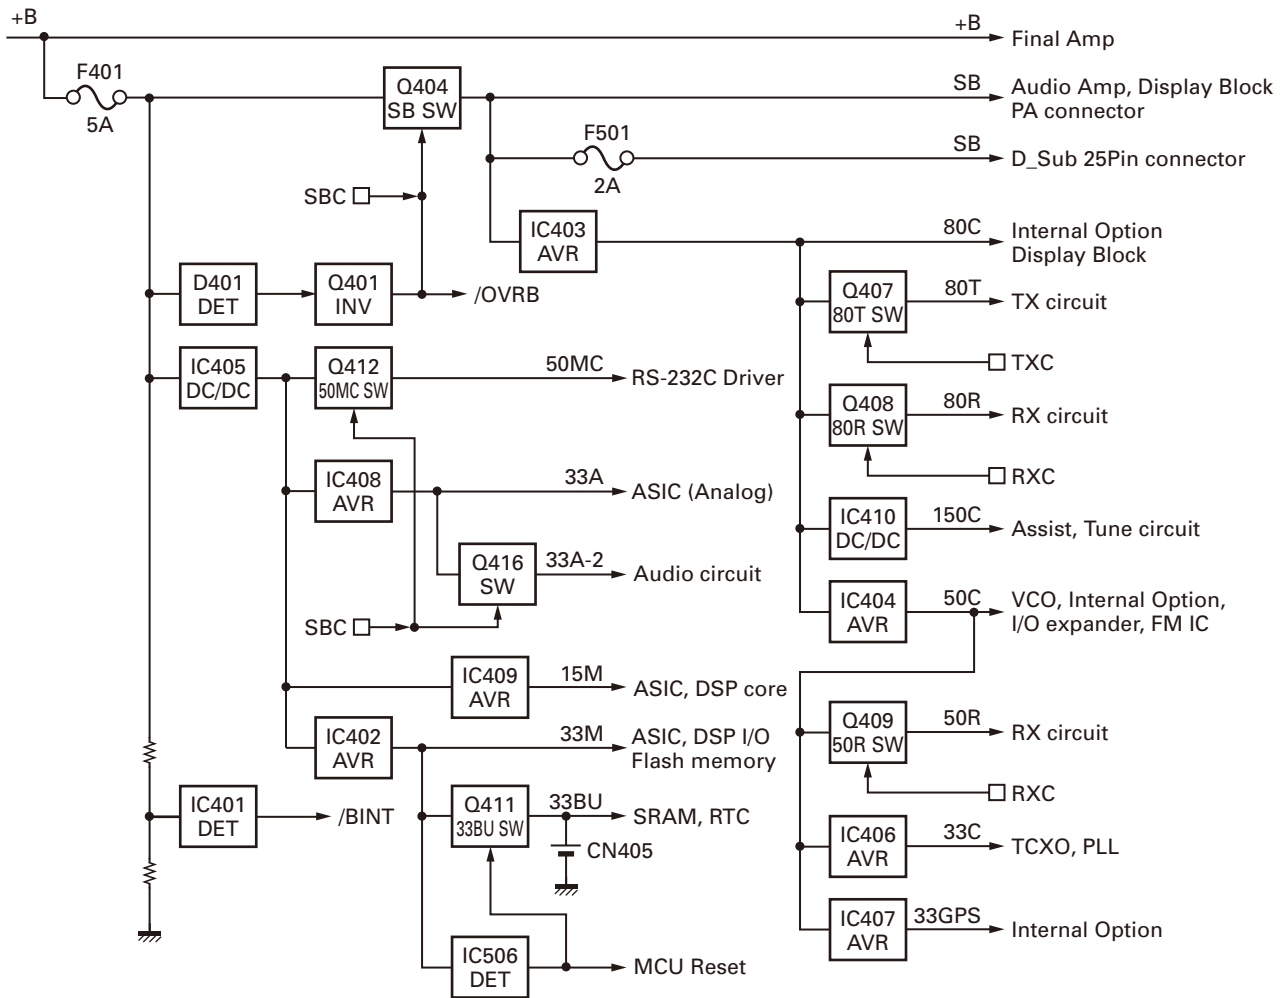 +B
+B
Final Amp
F401
5A
Q404
SB SW
SB
Audio Amp, Display Block
PA connector
F501
2A
SB
D_Sub 25Pin connector
SBC
IC403
AVR
80C
Internal Option
Display Block
D401
DET
Q401
INV
/OVRB
Q407
80T SW
80T
TX circuit
TXC
IC405
DC/DC
Q412
50MC SW
50MC
RS-232C Driver
Q408
80R SW
80R
RX circuit
RXC
IC408
AVR
33A
ASIC (Analog)
IC410
DC/DC
150C
Assist, Tune circuit
Q416
SW
33A-2
Audio circuit
IC404
AVR
50C
VCO, Internal Option,
I/O expander, FM IC
SBC
IC409
AVR
15M
ASIC, DSP core
Q409
50R SW
50R
RX circuit
RXC
IC402
AVR
33M
ASIC, DSP I/O
Flash memory
IC401
DET
/BINT
Q411
33BU SW
33BU
SRAM, RTC
CN405
IC406
AVR
33C
TCXO, PLL
IC407
AVR
33GPS
Internal Option
IC506
DET
MCU Reset